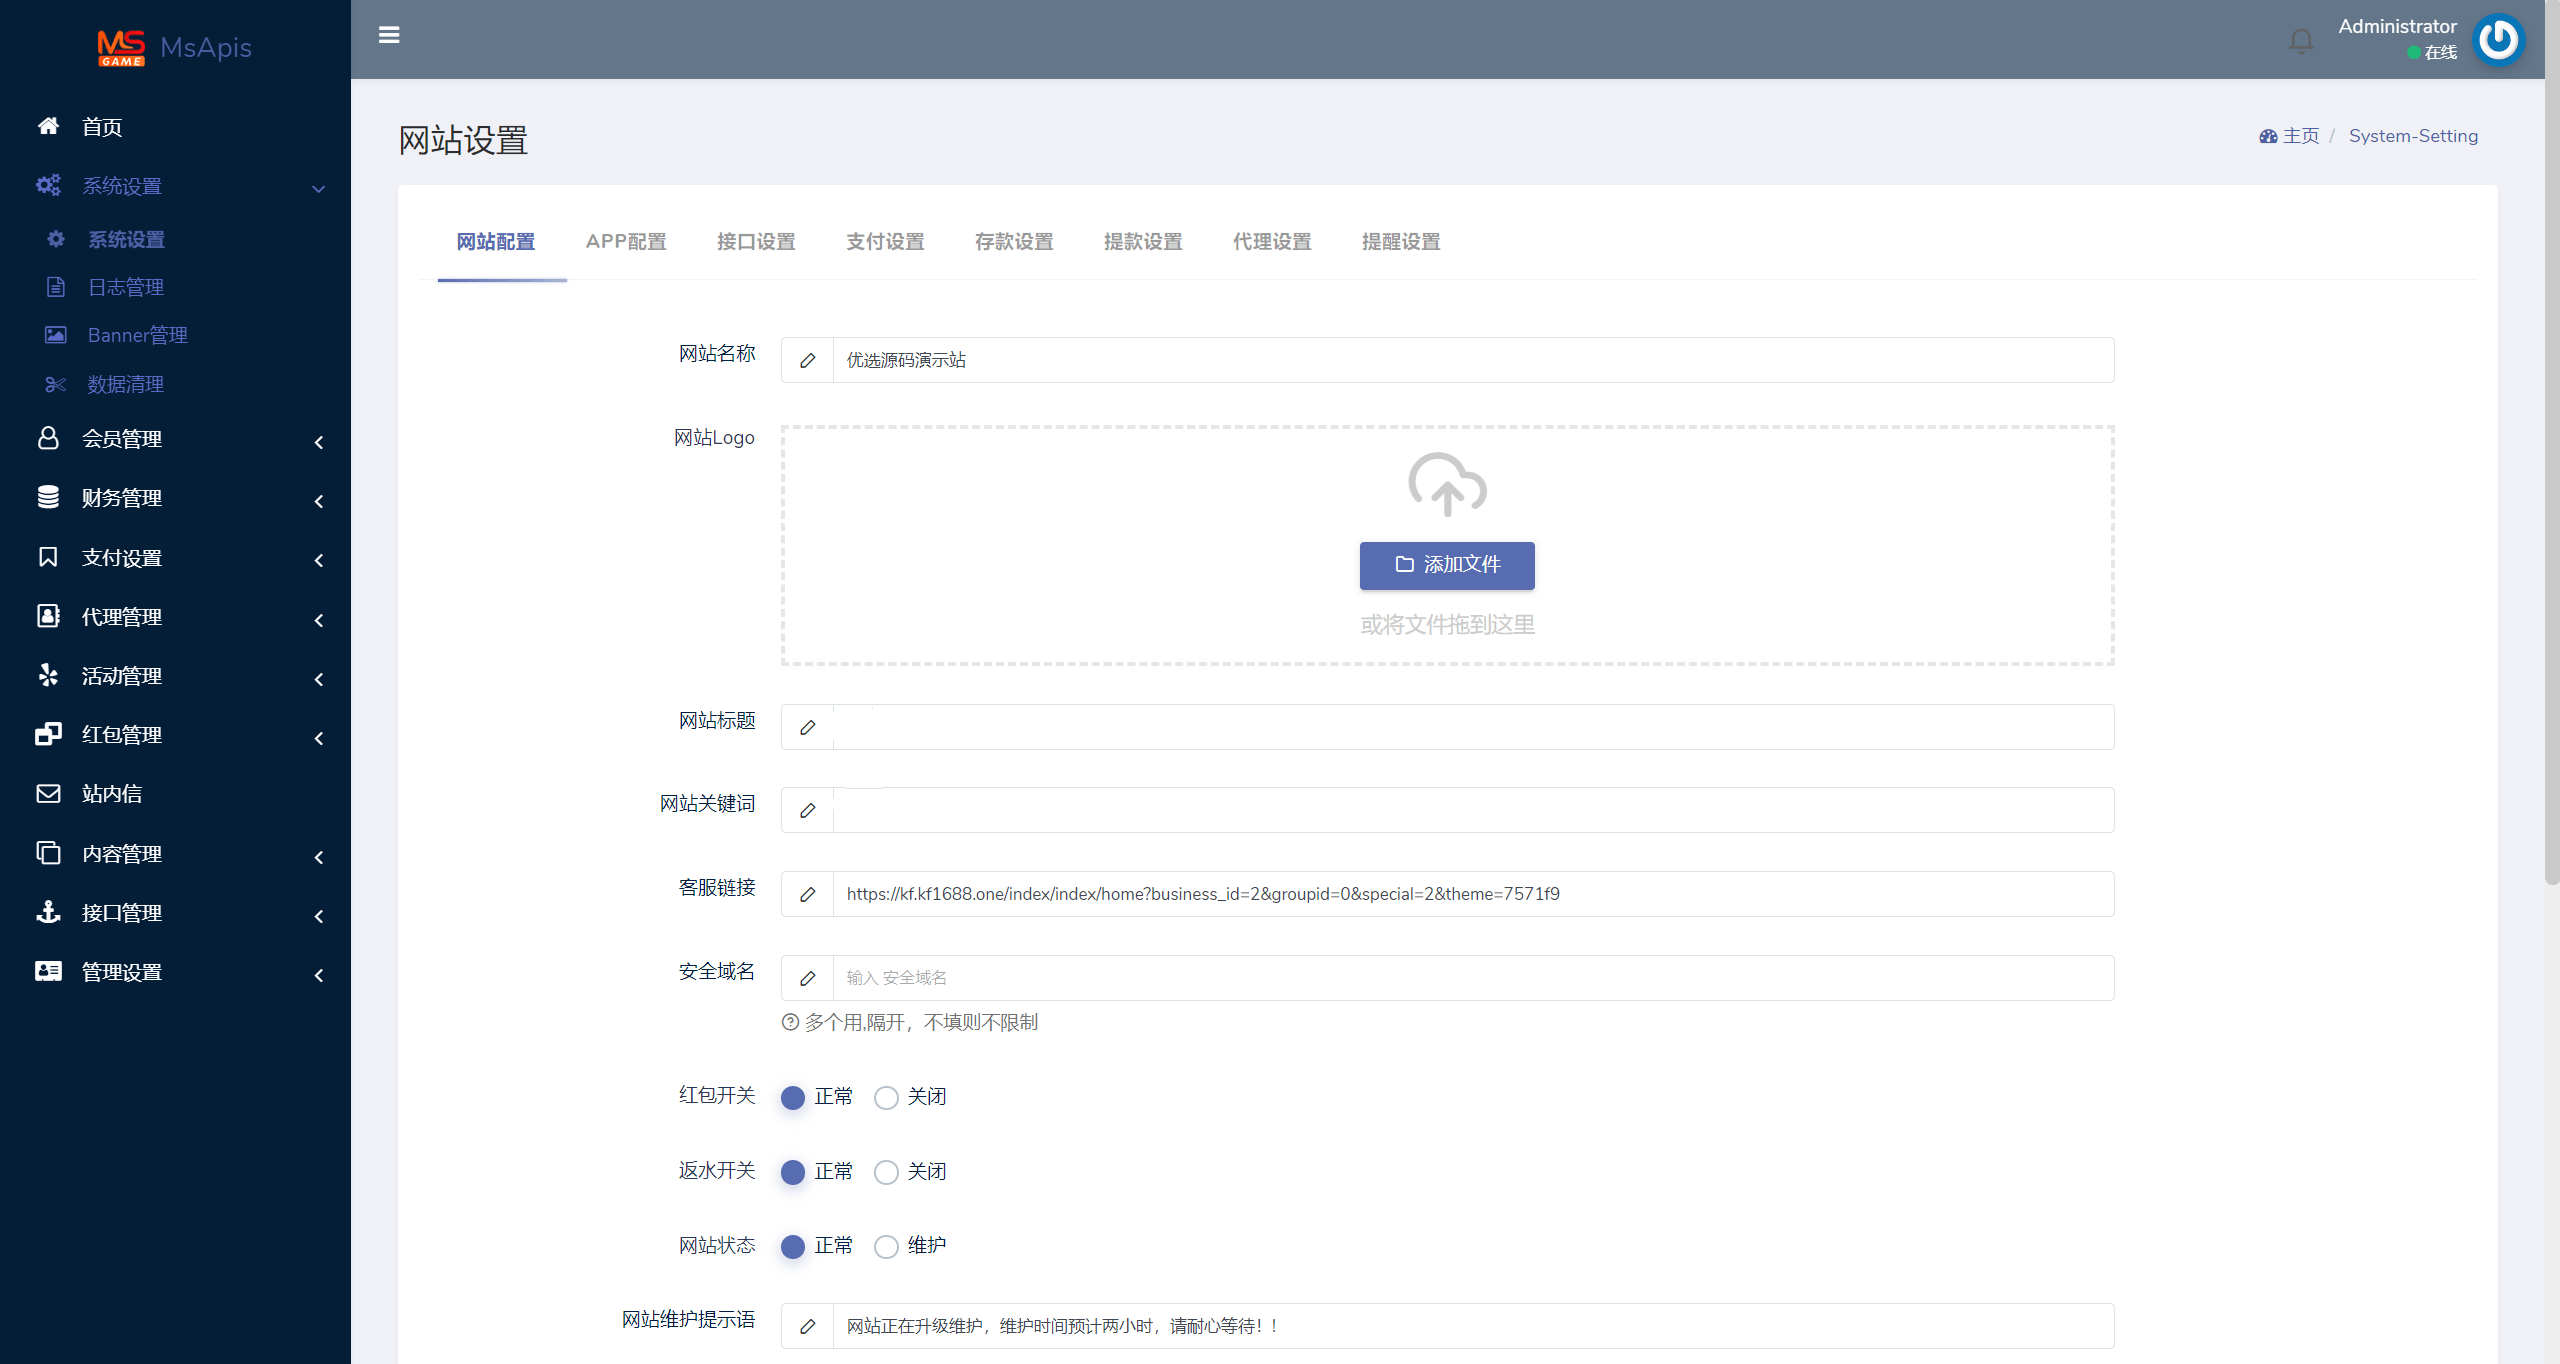 MS GAME MsApis
Administrator
在线
首页
系统设置
系统设置
日志管理
Banner管理
数据清理
会员管理
财务管理
支付设置
代理管理
活动管理
红包管理
站内信
内容管理
接口管理
管理设置
网站设置
主页 / System-Setting
网站配置 APP配置 接口设置 支付设置 存款设置 提款设置 代理设置 提醒设置
网站名称 优选源码演示站
网站Logo
添加文件
或将文件拖到这里
网站标题
网站关键词
客服链接 https://kf.kf1688.one/index/index/home?business_id=2&groupid=0&special=2&theme=7571f9
安全域名 输入 安全域名
多个用,隔开，不填则不限制
红包开关 正常 关闭
返水开关 正常 关闭
网站状态 正常 维护
网站维护提示语 网站正在升级维护，维护时间预计两小时，请耐心等待！！